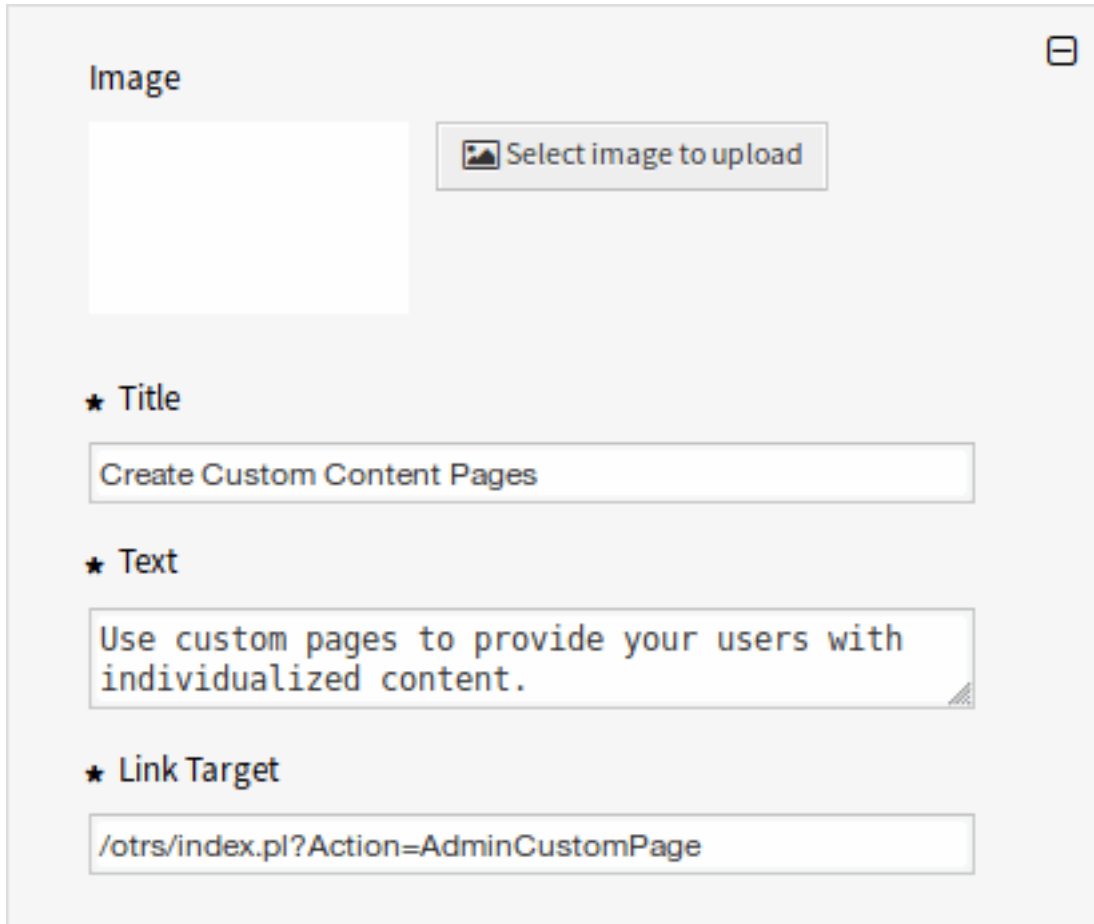 Image
Select image to upload
★ Title
Create Custom Content Pages
★ Text
Use custom pages to provide your users with
individualized content.
★ Link Target
/otrs/index.pl?Action=AdminCustomPage